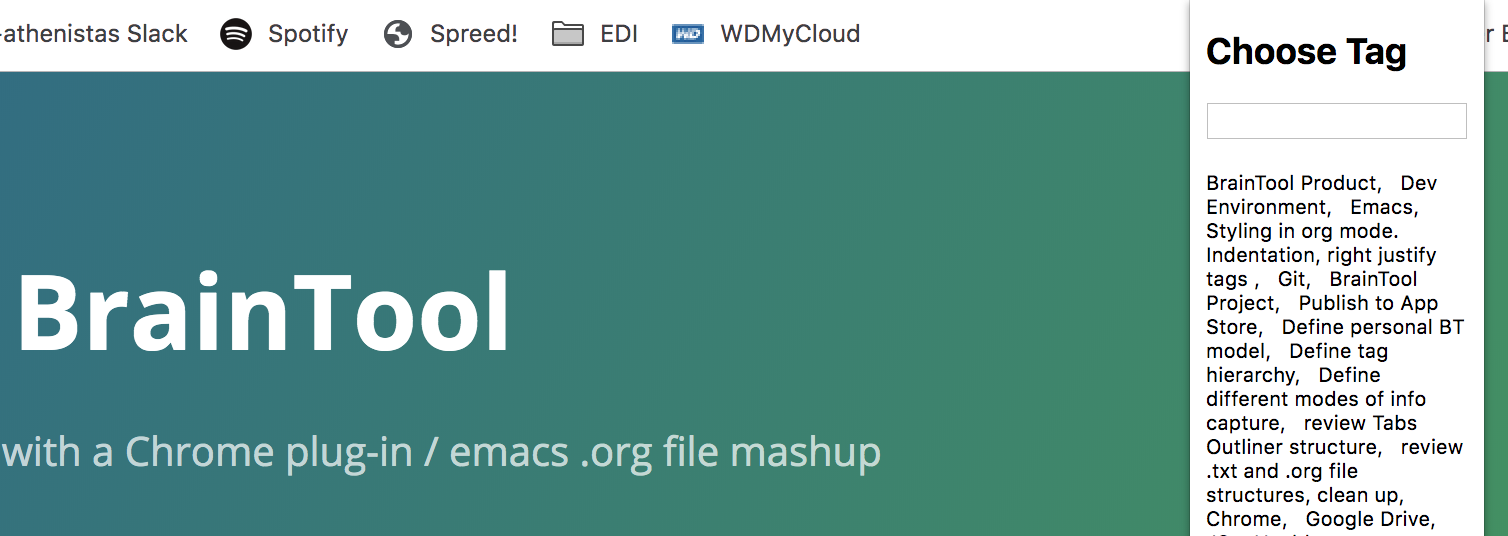 -athenistas Slack Spotify Spreed! EDI WDMyCloud
BrainTool
with a Chrome plug-in / emacs .org file mashup
Choose Tag
BrainTool Product, Dev
Environment, Emacs,
Styling in org mode.
Indentation, right justify
tags , Git, BrainTool
Project, Publish to App
Store, Define personal BT
model, Define tag
hierarchy, Define
different modes of info
capture, review Tabs
Outliner structure, review
.txt and .org file
structures, clean up,
Chrome, Google Drive,